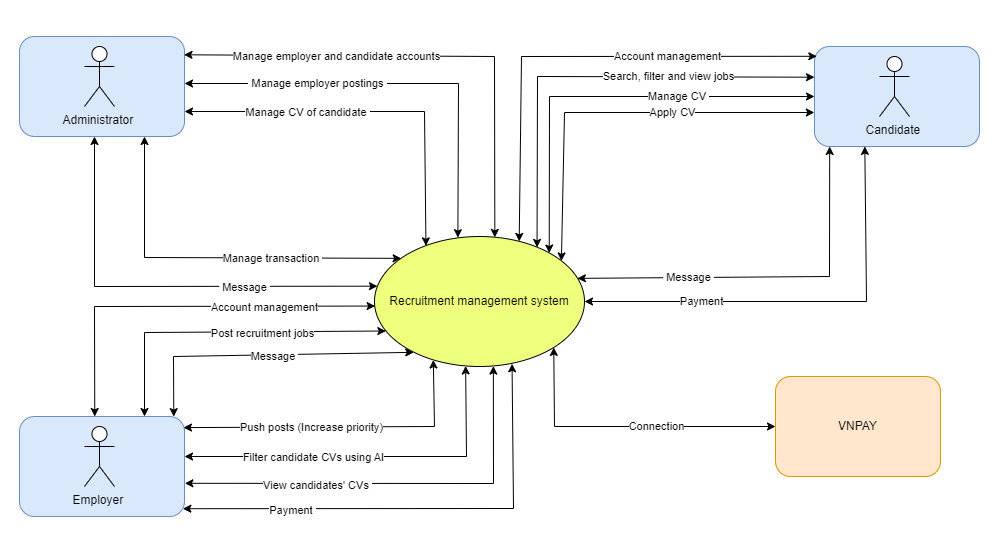 Manage employer and candidate accounts
Account management
Search, filter and view jobs
Manage employer postings
Manage CV
Manage CV of candidate
Apply CV
Administrator
Candidate
Manage transaction
Message
Message
Recruitment management system
Payment
Account management
Post recruitment jobs
Message
Push posts (Increase priority)
Connection
VNPAY
Filter candidate CVs using AI
View candidates' CVs
Employer
Payment